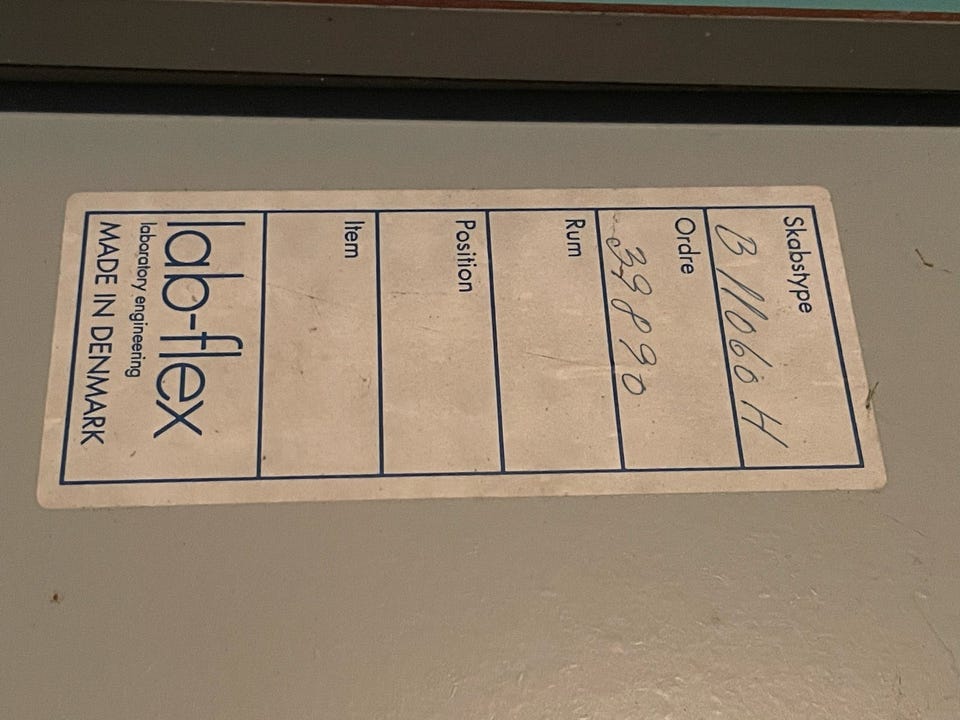 Skabstype
B 11060 H
Ordre
39890
Rum
Position
Item
lab-flex
laboratory engineering
MADE IN DENMARK